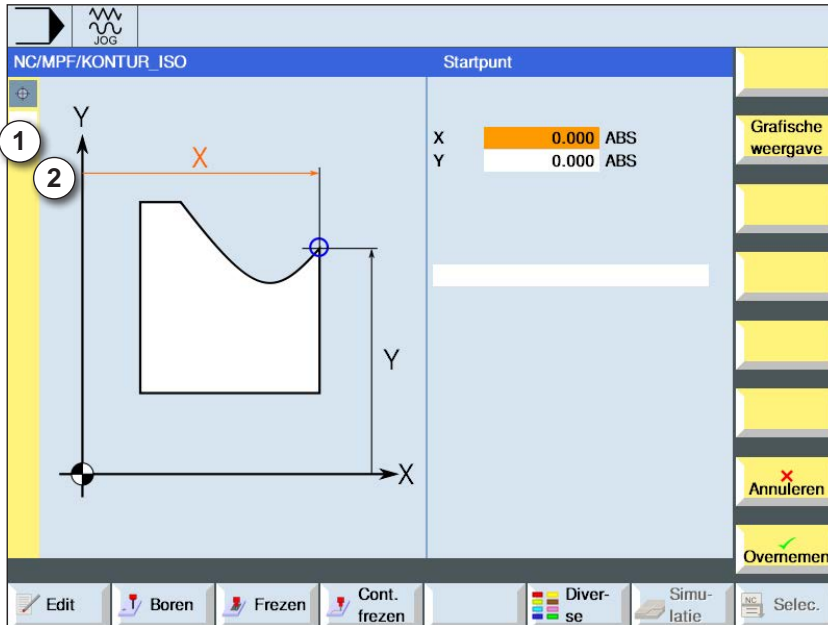 JOG
NC/MPF/KONTUR_ISO
Startpunt
1
2
Y
X
Y
X
X 0.000 ABS
Y 0.000 ABS
Grafische
weergave
Annuleren
Overnemen
Edit
Boren
Frezen
Cont.
frezen
Diver-
se
Simu-
latie
NC
Selec.